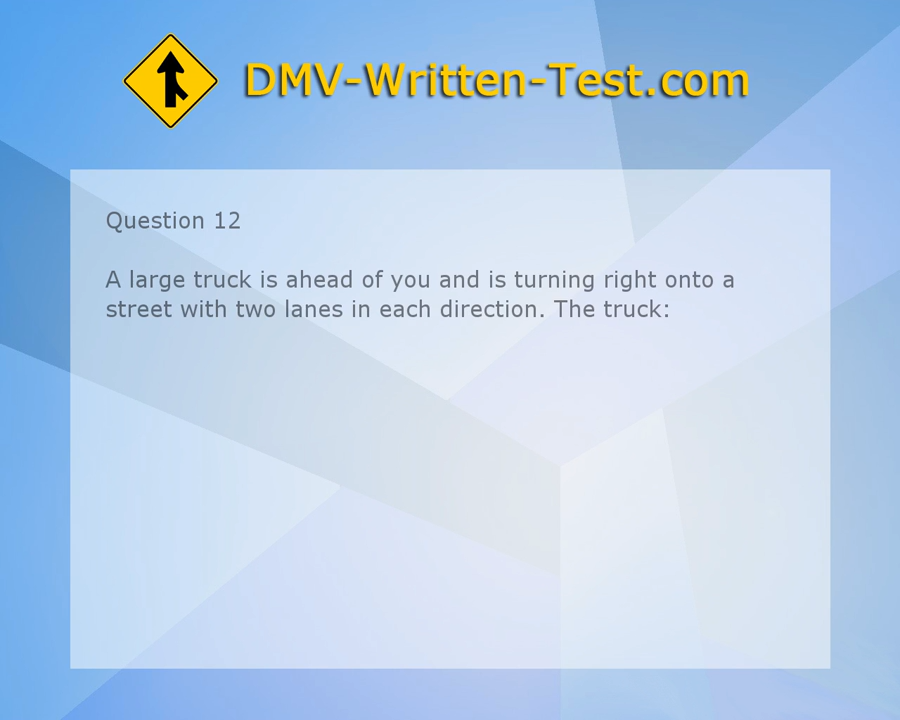 DMV-Written-Test.com
Question 12
A large truck is ahead of you and is turning right onto a
street with two lanes in each direction. The truck: